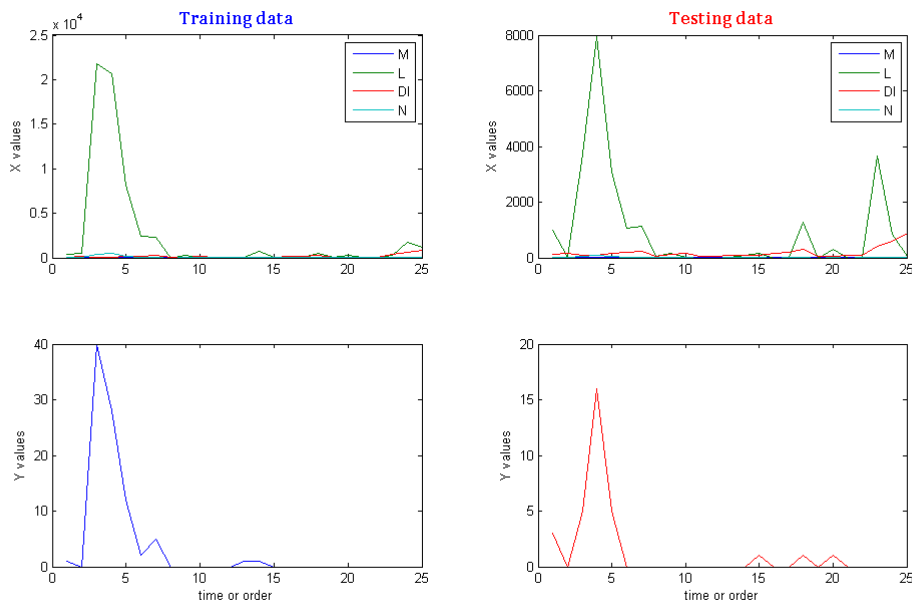 Training data
Testing data
x 10^4
2.5
2
1.5
1
0.5
0
X values
M
L
DI
N
0 5 10 15 20 25
8000
6000
4000
2000
0
X values
M
L
DI
N
0 5 10 15 20 25
40
30
20
10
0
Y values
0 5 10 15 20 25
time or order
20
15
10
5
0
Y values
0 5 10 15 20 25
time or order